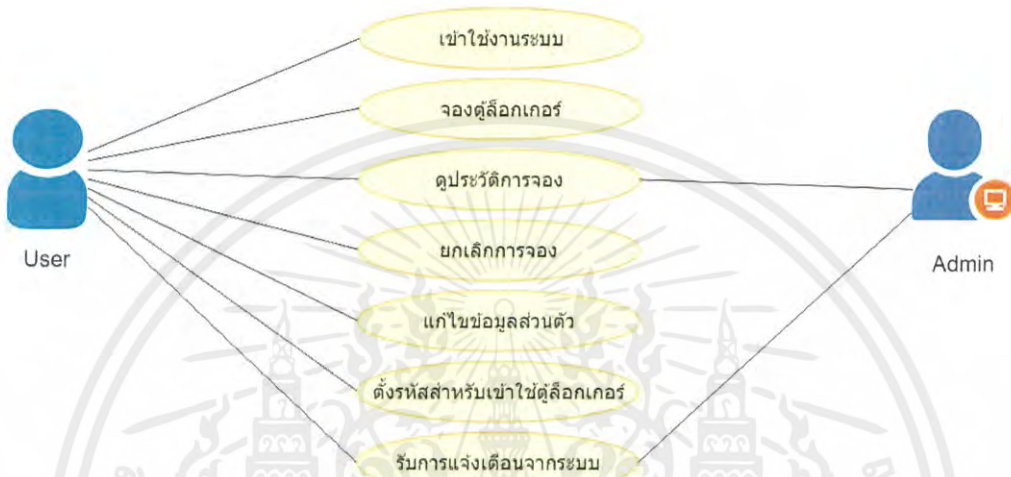 เข้าใช้งานระบบ
จองตู้ล็อกเกอร์
ดูประวัติการจอง
User
ยกเลิกการจอง
Admin
แก้ไขข้อมูลส่วนตัว
ตั้งรหัสสำหรับเข้าใช้ตู้ล็อกเกอร์
รับการแจ้งเตือนจากระบบ